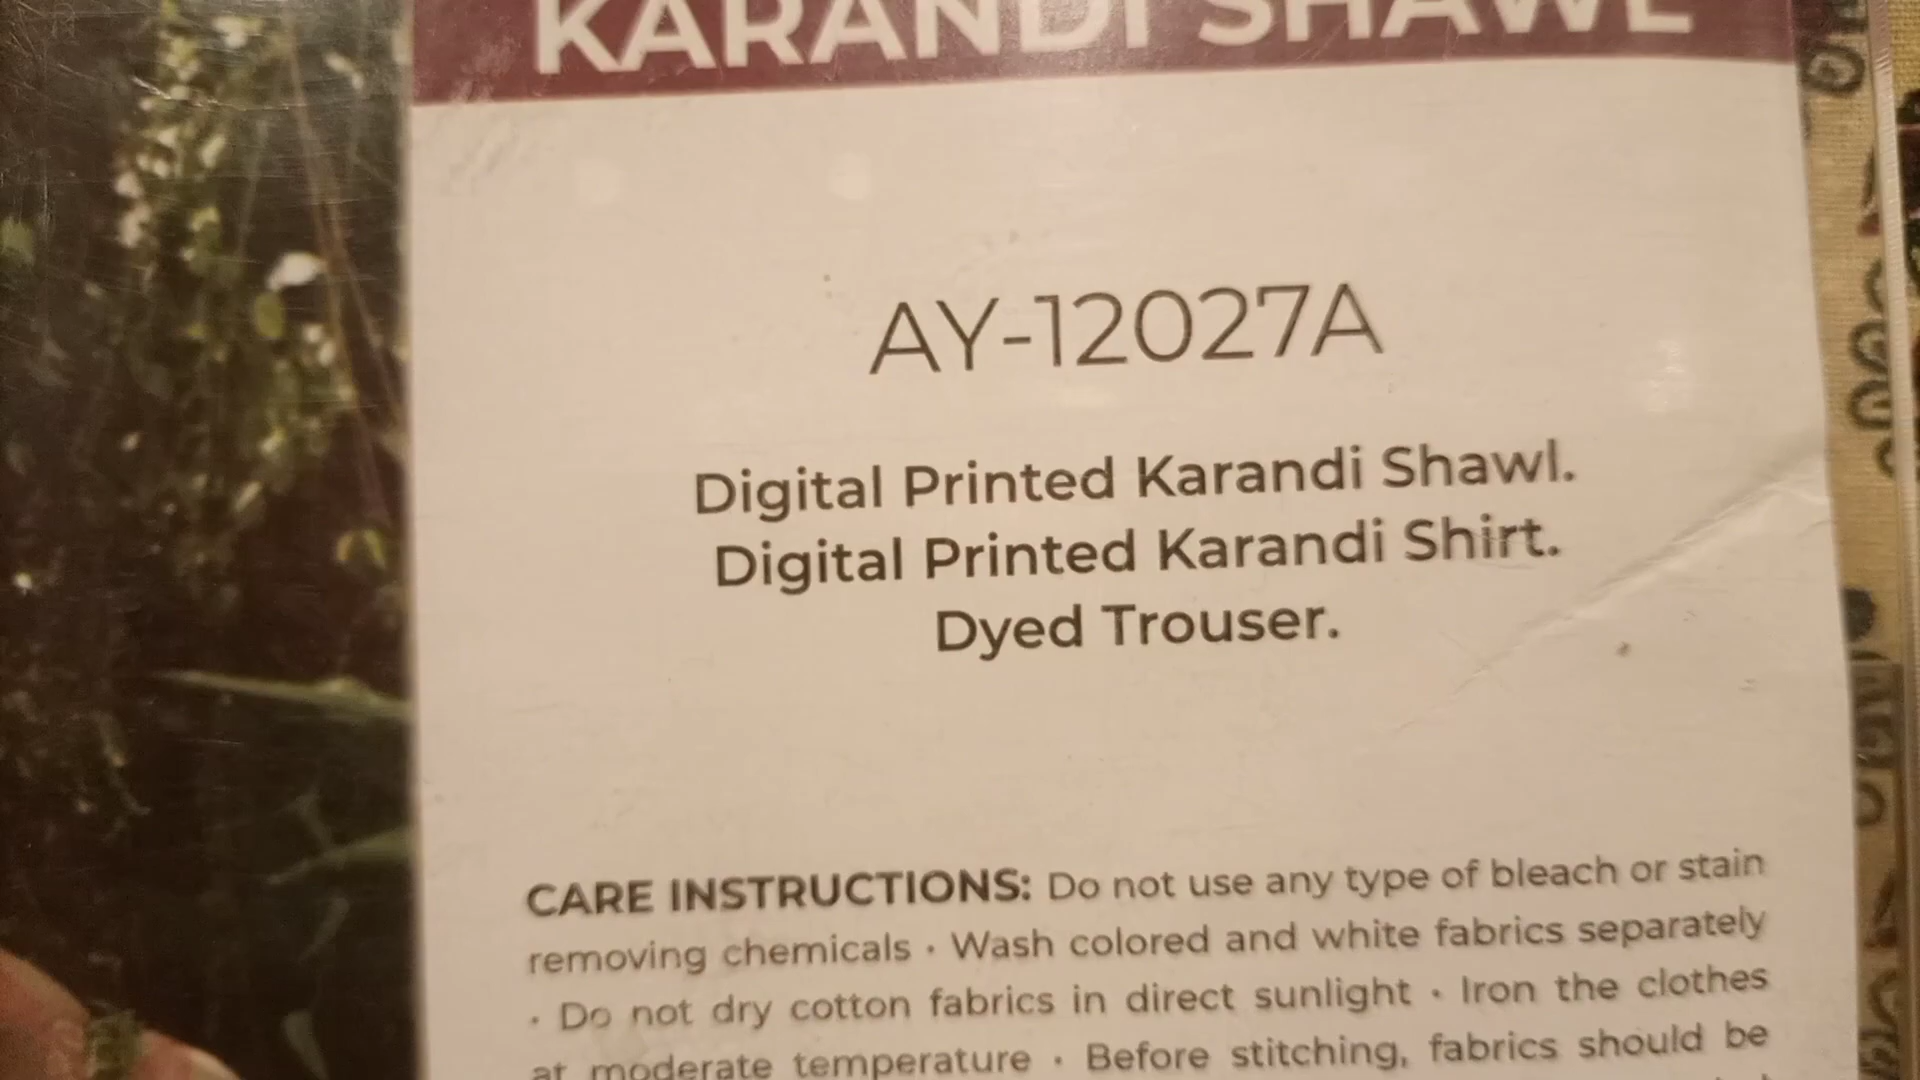 KARANDI SHAWL
AY-12027A
Digital Printed Karandi Shawl.
Digital Printed Karandi Shirt.
Dyed Trouser.
CARE INSTRUCTIONS: Do not use any type of bleach or stain
removing chemicals • Wash colored and white fabrics separately
• Do not dry cotton fabrics in direct sunlight • Iron the clothes
at moderate temperature • Before stitching, fabrics should be